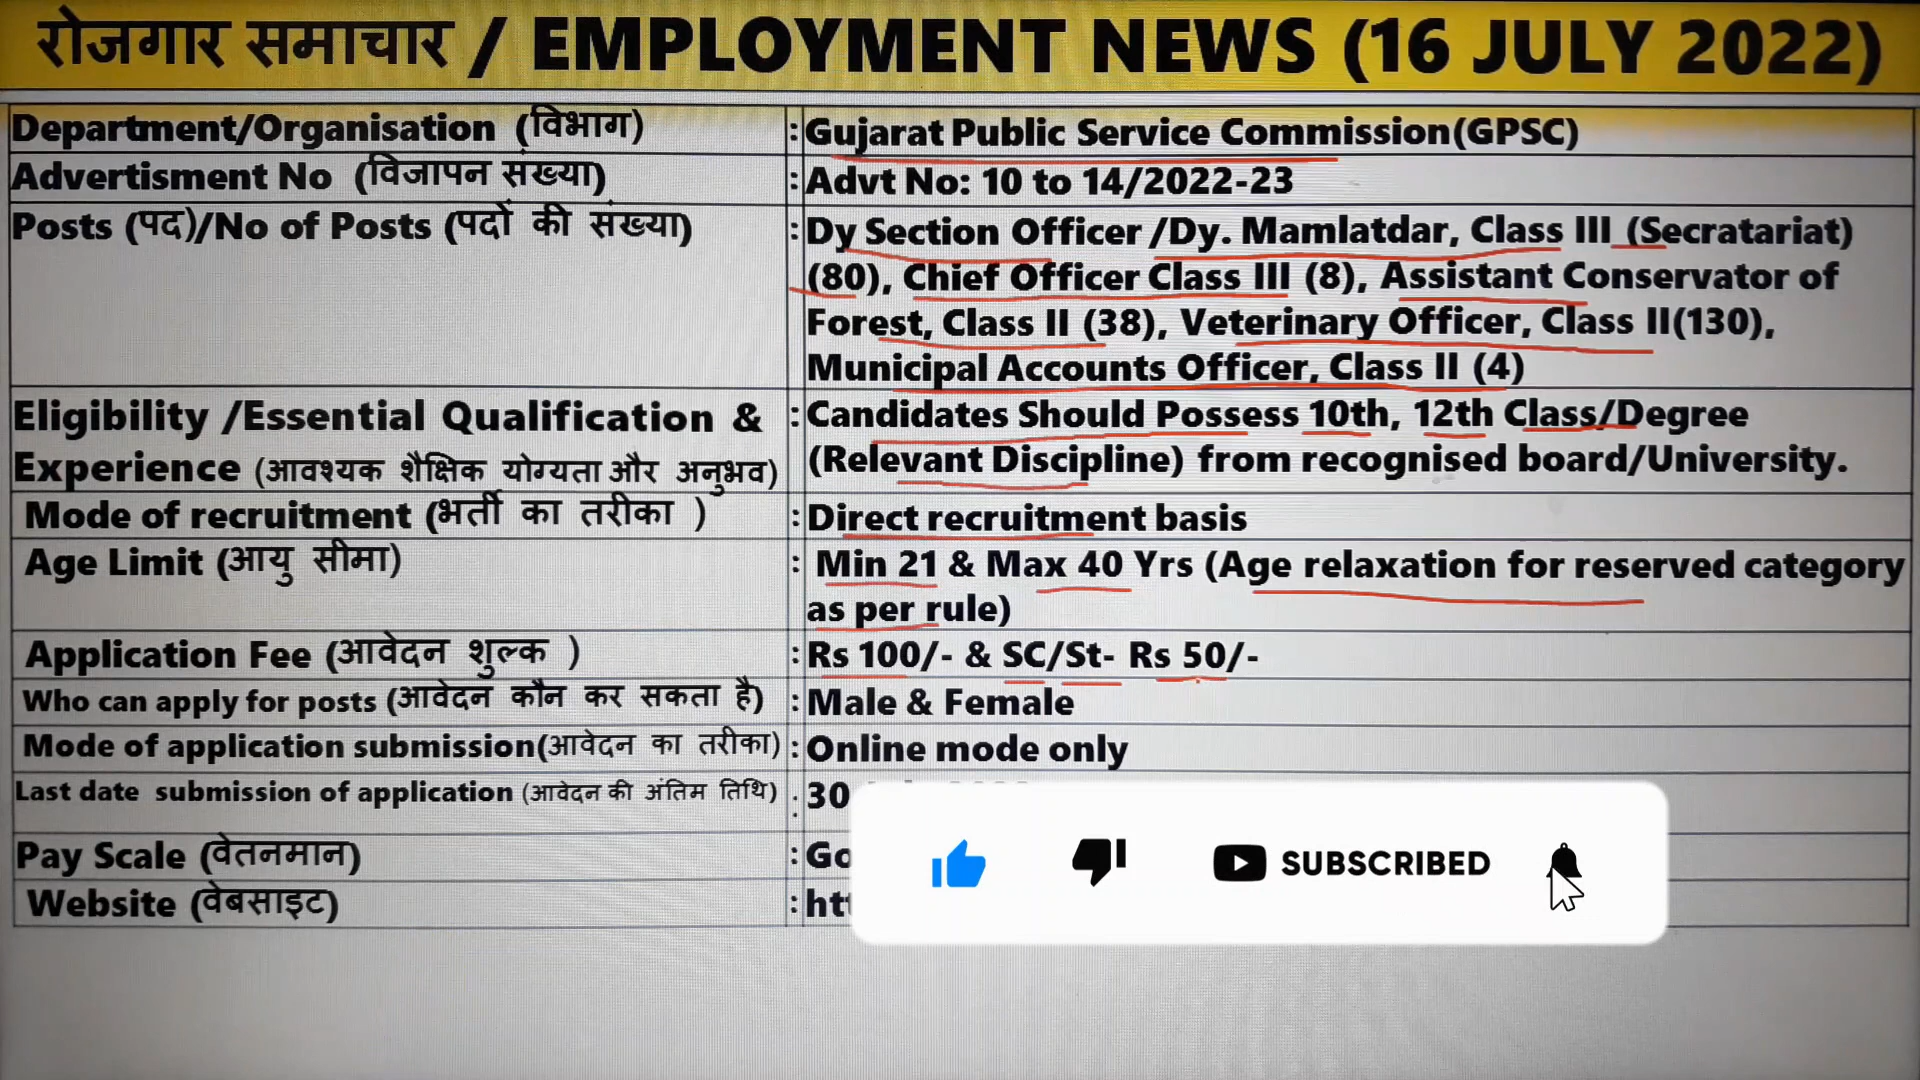 रोजगार समाचार / EMPLOYMENT NEWS (16 JULY 2022)
Department/Organisation (विभाग) : Gujarat Public Service Commission(GPSC)
Advertisment No (विजापन संख्या) : Advt No: 10 to 14/2022-23
Posts (पद)/No of Posts (पदों की संख्या) : Dy Section Officer /Dy. Mamlatdar, Class III (Secratariat)
(80), Chief Officer Class III (8), Assistant Conservator of
Forest, Class II (38), Veterinary Officer, Class II(130),
Municipal Accounts Officer, Class II (4)
Eligibility /Essential Qualification & : Candidates Should Possess 10th, 12th Class/Degree
Experience (आवश्यक शैक्षिक योग्यता और अनुभव) (Relevant Discipline) from recognised board/University.
Mode of recruitment (भर्ती का तरीका ) : Direct recruitment basis
Age Limit (आयु सीमा) : Min 21 & Max 40 Yrs (Age relaxation for reserved category
as per rule)
Application Fee (आवेदन शुल्क ) : Rs 100/- & SC/St- Rs 50/-
Who can apply for posts (आवेदन कौन कर सकता है) : Male & Female
Mode of application submission(आवेदन का तरीका) : Online mode only
Last date submission of application (आवेदन की अंतिम तिथि) : 30
Pay Scale (वेतनमान) :
Website (वेबसाइट) :
SUBSCRIBED